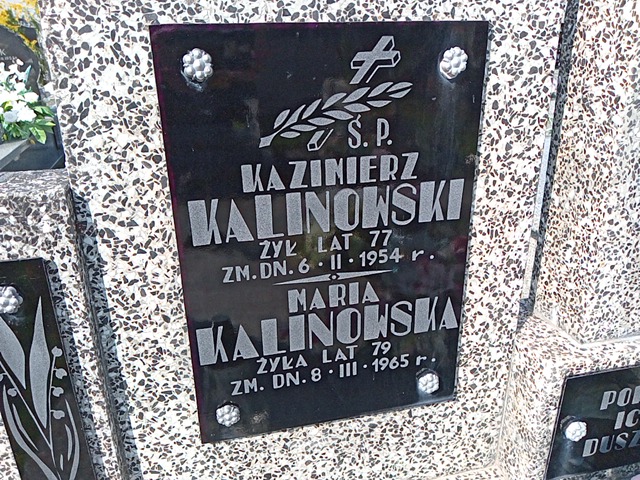 Ś. P.
KAZIMIERZ
KALINOWSKI
ŻYŁ LAT 77
ZM. DN. 6 · II · 1954 r.
MARIA
KALINOWSKA
ŻYŁA LAT 79
ZM. DN. 8 · III · 1965 r.